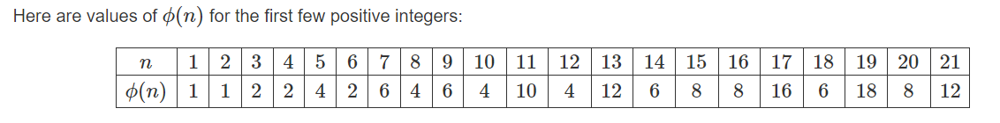 Here are values of ϕ(n) for the first few positive integers:
n 1 2 3 4 5 6 7 8 9 10 11 12 13 14 15 16 17 18 19 20 21
ϕ(n) 1 1 2 2 4 2 6 4 6 4 10 4 12 6 8 8 16 6 18 8 12